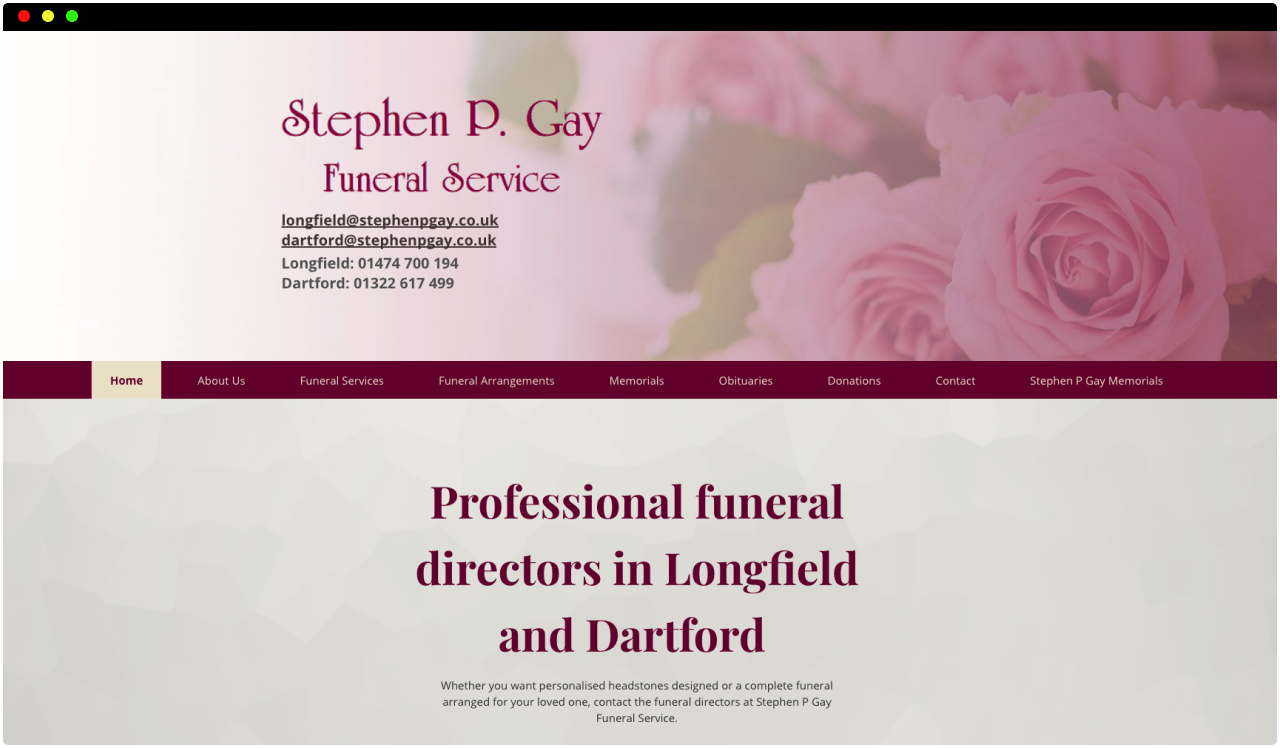 Stephen P. Gay
Funeral Service
longfield@stephenpgay.co.uk
dartford@stephenpgay.co.uk
Longfield: 01474 700 194
Dartford: 01322 617 499
Home About Us Funeral Services Funeral Arrangements Memorials Obituaries Donations Contact Stephen P Gay Memorials
Professional funeral
directors in Longfield
and Dartford
Whether you want personalised headstones designed or a complete funeral
arranged for your loved one, contact the funeral directors at Stephen P Gay
Funeral Service.